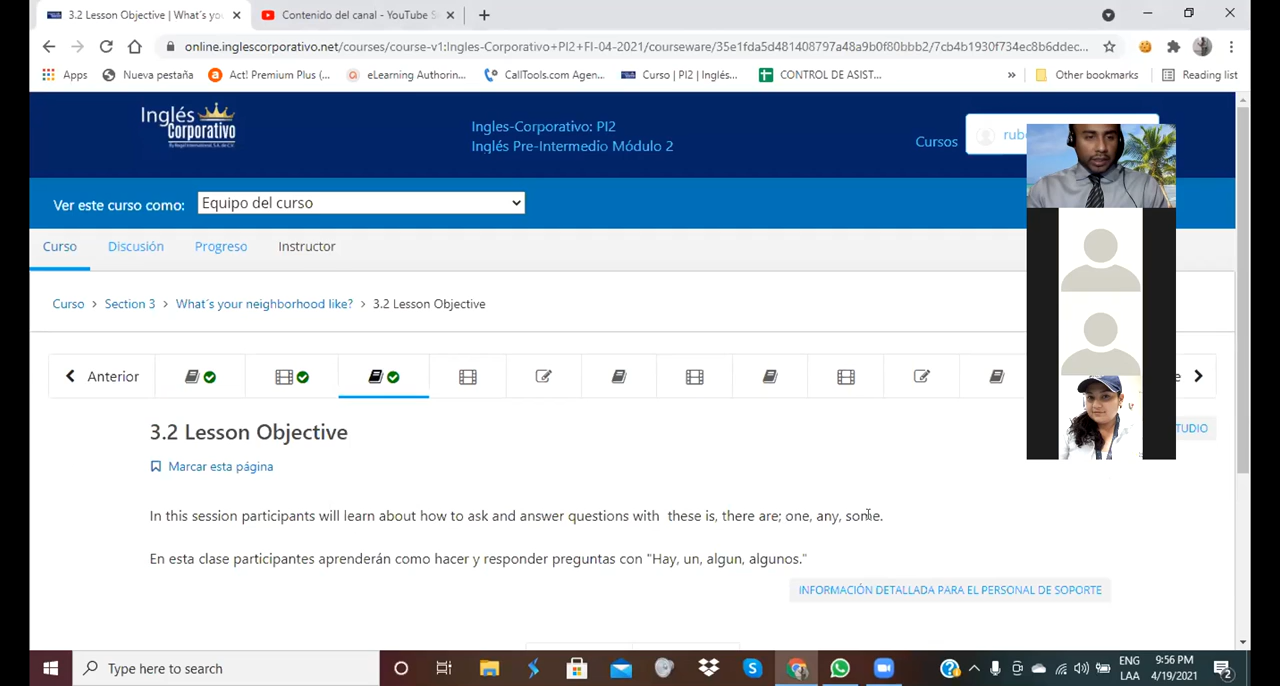 3.2 Lesson Objective | What´s yo
Contenido del canal - YouTube S
online.inglescorporativo.net/courses/course-v1:Ingles-Corporativo+PI2+FI-04-2021/courseware/35e1fda5d481408797a48a9b0f80bbb2/7cb4b1930f734ec8b6ddec...
Apps Nueva pestaña Act! Premium Plus (... eLearning Authorin... CallTools.com Agen... Curso | PI2 | Inglés... CONTROL DE ASIST... » Other bookmarks Reading list
Inglés
Corporativo
Ingles-Corporativo: PI2
Inglés Pre-Intermedio Módulo 2
Cursos
rub
Ver este curso como: Equipo del curso
Curso Discusión Progreso Instructor
Curso > Section 3 > What´s your neighborhood like? > 3.2 Lesson Objective
Anterior
e
3.2 Lesson Objective
TUDIO
Marcar esta página
In this session participants will learn about how to ask and answer questions with these is, there are; one, any, some.
En esta clase participantes aprenderán como hacer y responder preguntas con "Hay, un, algun, algunos."
INFORMACIÓN DETALLADA PARA EL PERSONAL DE SOPORTE
Type here to search
ENG
LAA
9:56 PM
4/19/2021
2